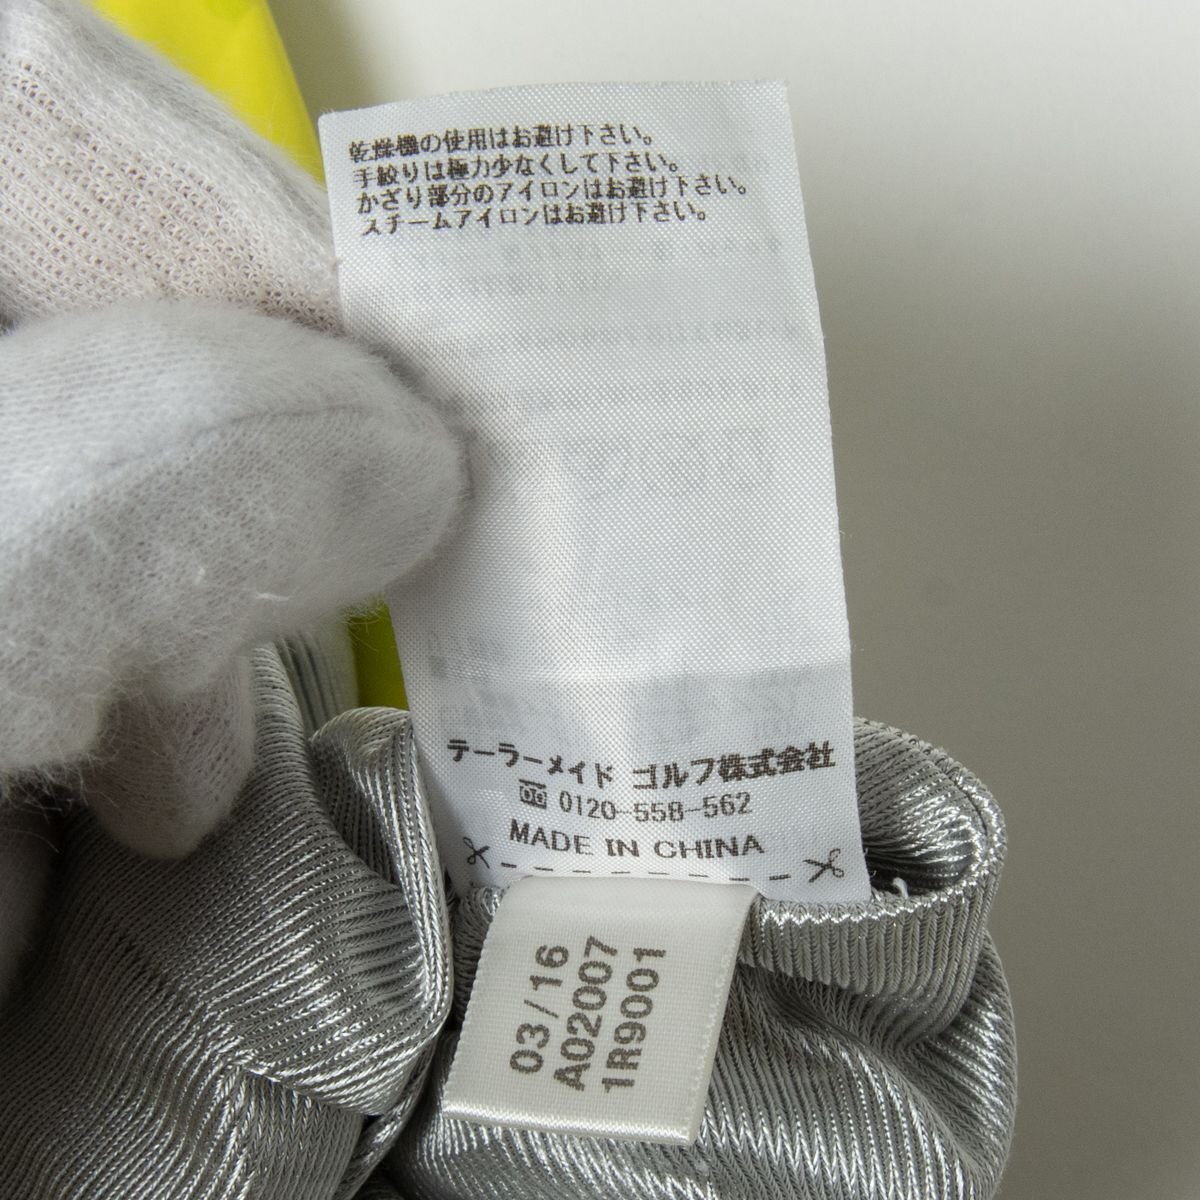 乾燥機の使用はお避け下さい。
手絞りは極力少なくして下さい。
かざり部分のアイロンはお避け下さい。
スチームアイロンはお避け下さい。
テーラーメイド ゴルフ株式会社
0120-558-562
MADE IN CHINA
03/16
A02007
1R9001